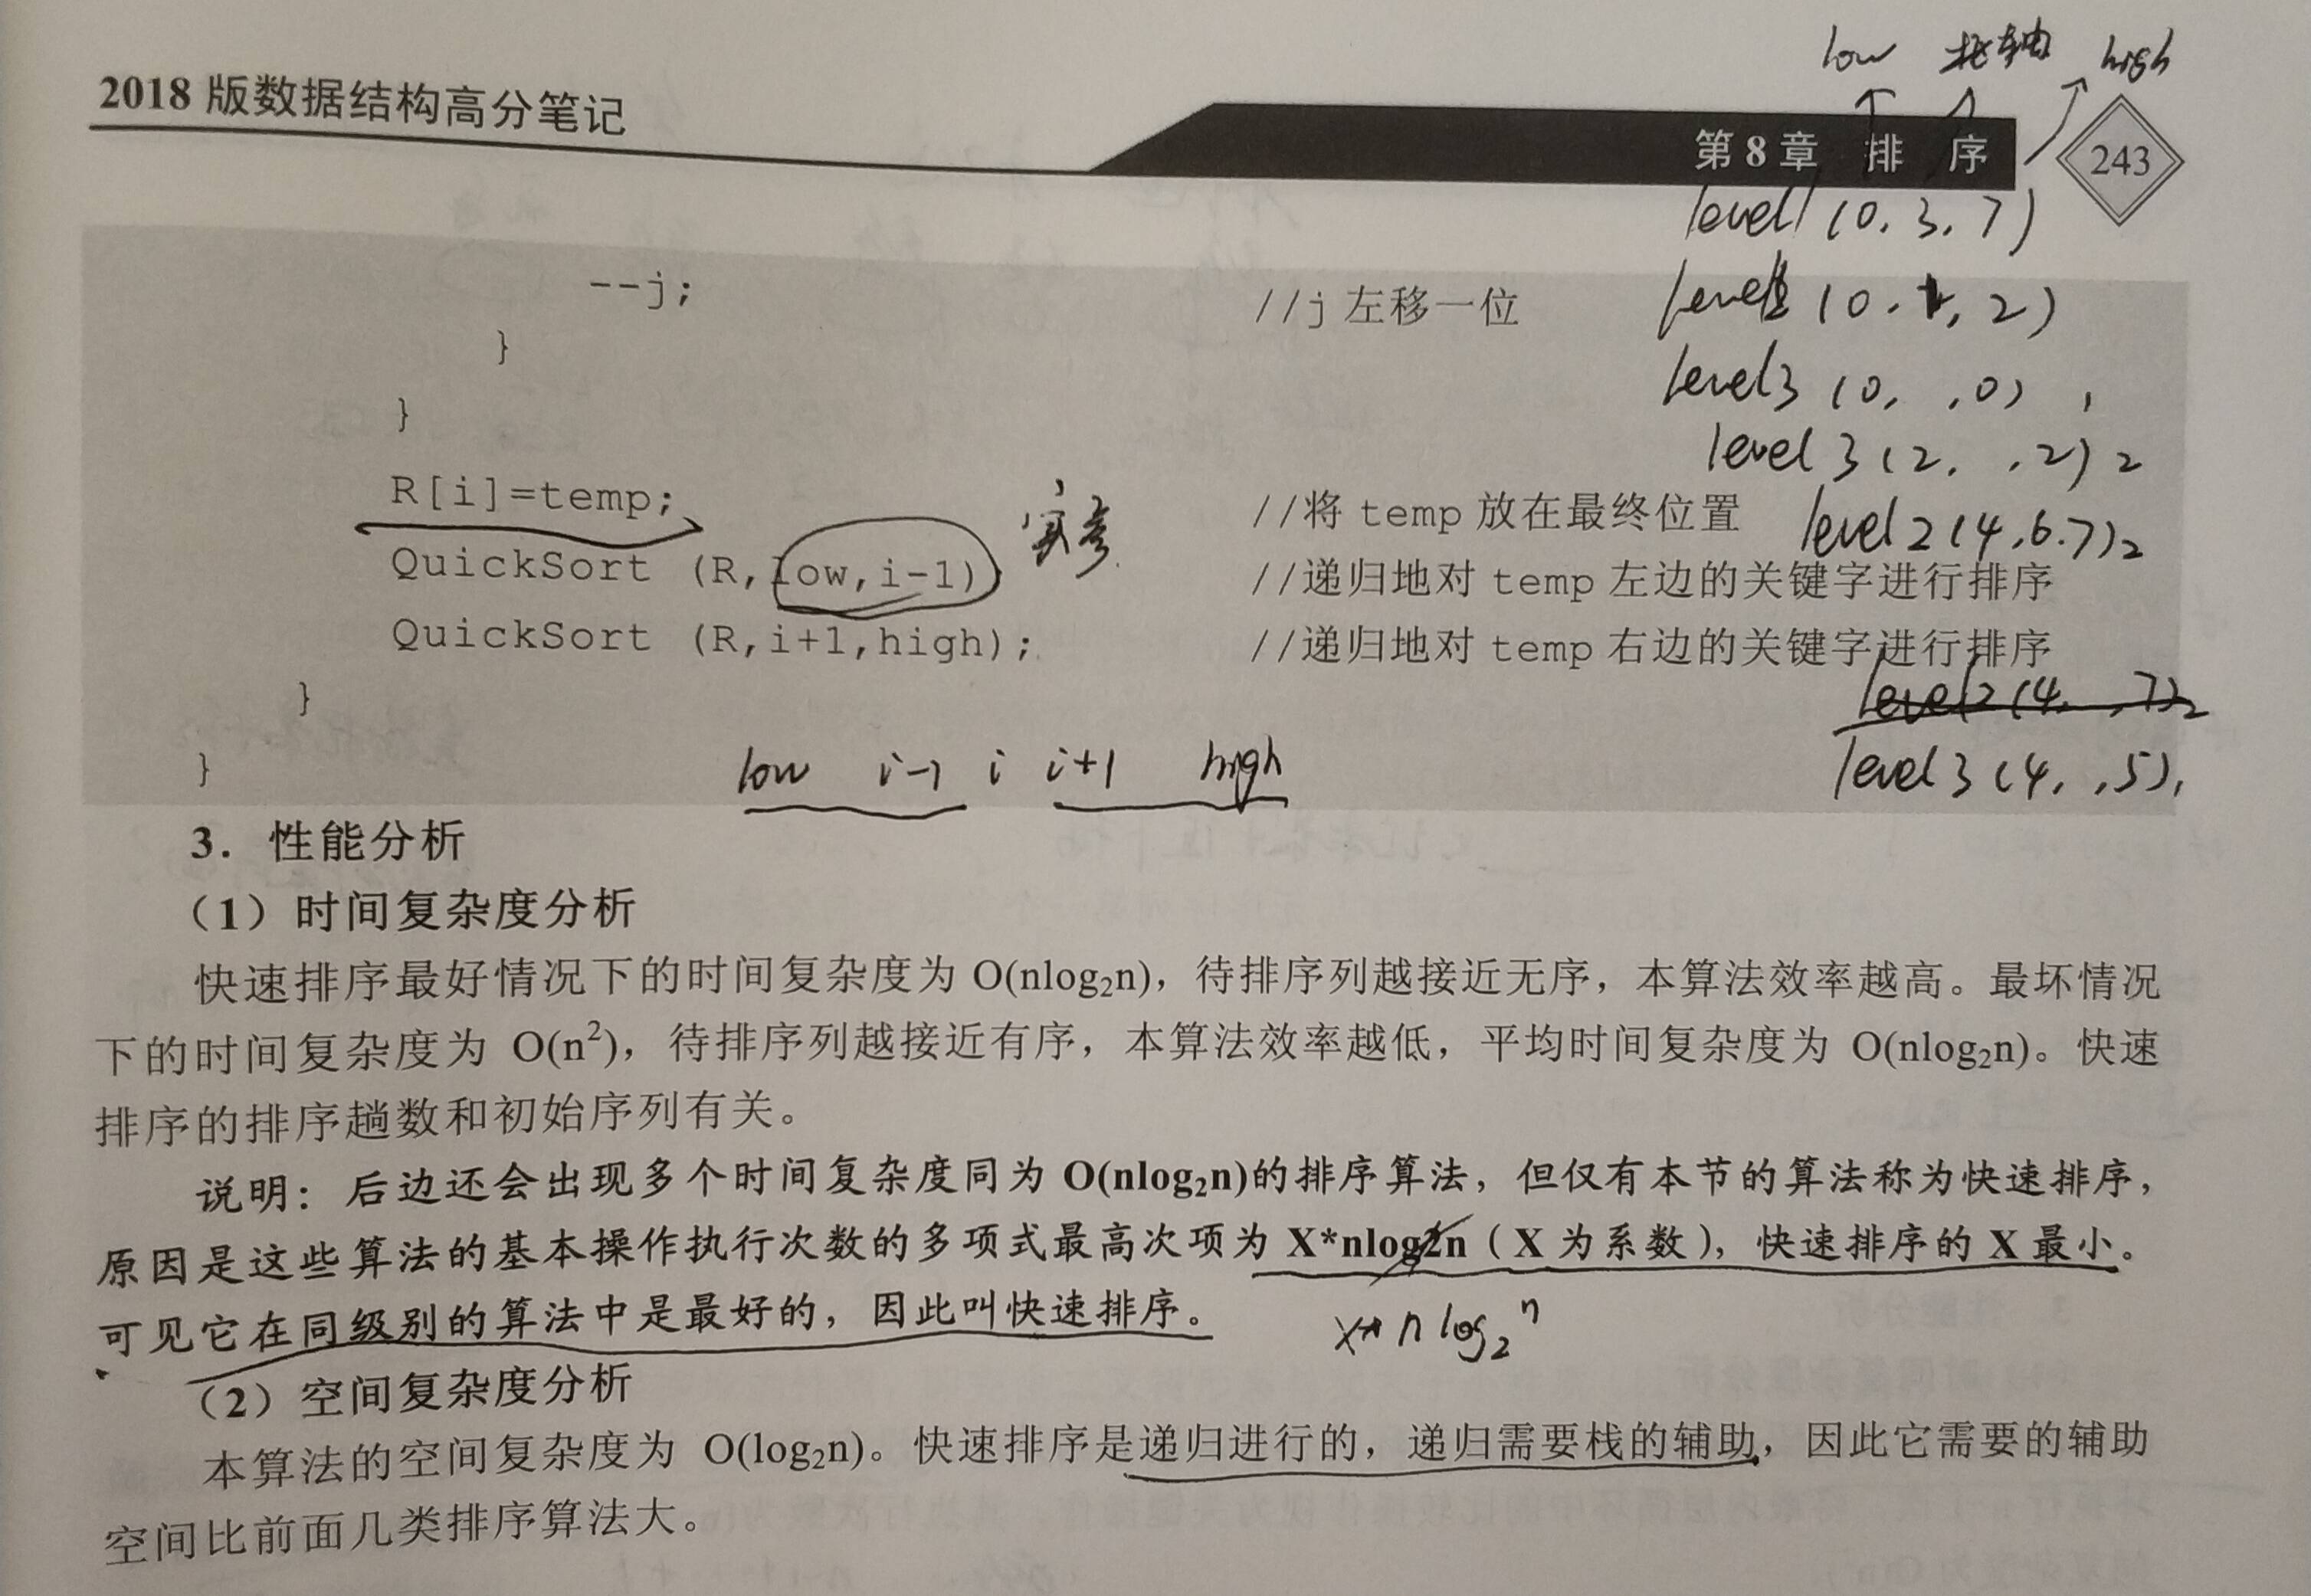 low 枢轴 high
2018 版数据结构高分笔记
第 8 章 排 序 243
level1 (0, 3, 7)
--j; //j 左移一位
level2 (0, 1, 2)
}
level3 (0, , 0) 1
}
level3 (2, , 2) 2
R[i]=temp; //将 temp 放在最终位置
实参
level2 (4, 6, 7) 2
QuickSort (R,low,i-1) //递归地对 temp 左边的关键字进行排序
QuickSort (R,i+1,high); //递归地对 temp 右边的关键字进行排序
}
level2 (4, , 7) 2
}
low i-1 i i+1 high
level3 (4, , 5) 1
3. 性能分析
（1）时间复杂度分析
快速排序最好情况下的时间复杂度为 O(nlog₂n)，待排序列越接近无序，本算法效率越高。最坏情况
下的时间复杂度为 O(n²)，待排序列越接近有序，本算法效率越低，平均时间复杂度为 O(nlog₂n)。快速
排序的排序趟数和初始序列有关。
说明：后边还会出现多个时间复杂度同为 O(nlog₂n)的排序算法，但仅有本节的算法称为快速排序，
原因是这些算法的基本操作执行次数的多项式最高次项为 X*nlog2n（X 为系数），快速排序的 X 最小。
可见它在同级别的算法中是最好的，因此叫快速排序。
X* n log₂ⁿ
（2）空间复杂度分析
本算法的空间复杂度为 O(log₂n)。快速排序是递归进行的，递归需要栈的辅助，因此它需要的辅助
空间比前面几类排序算法大。